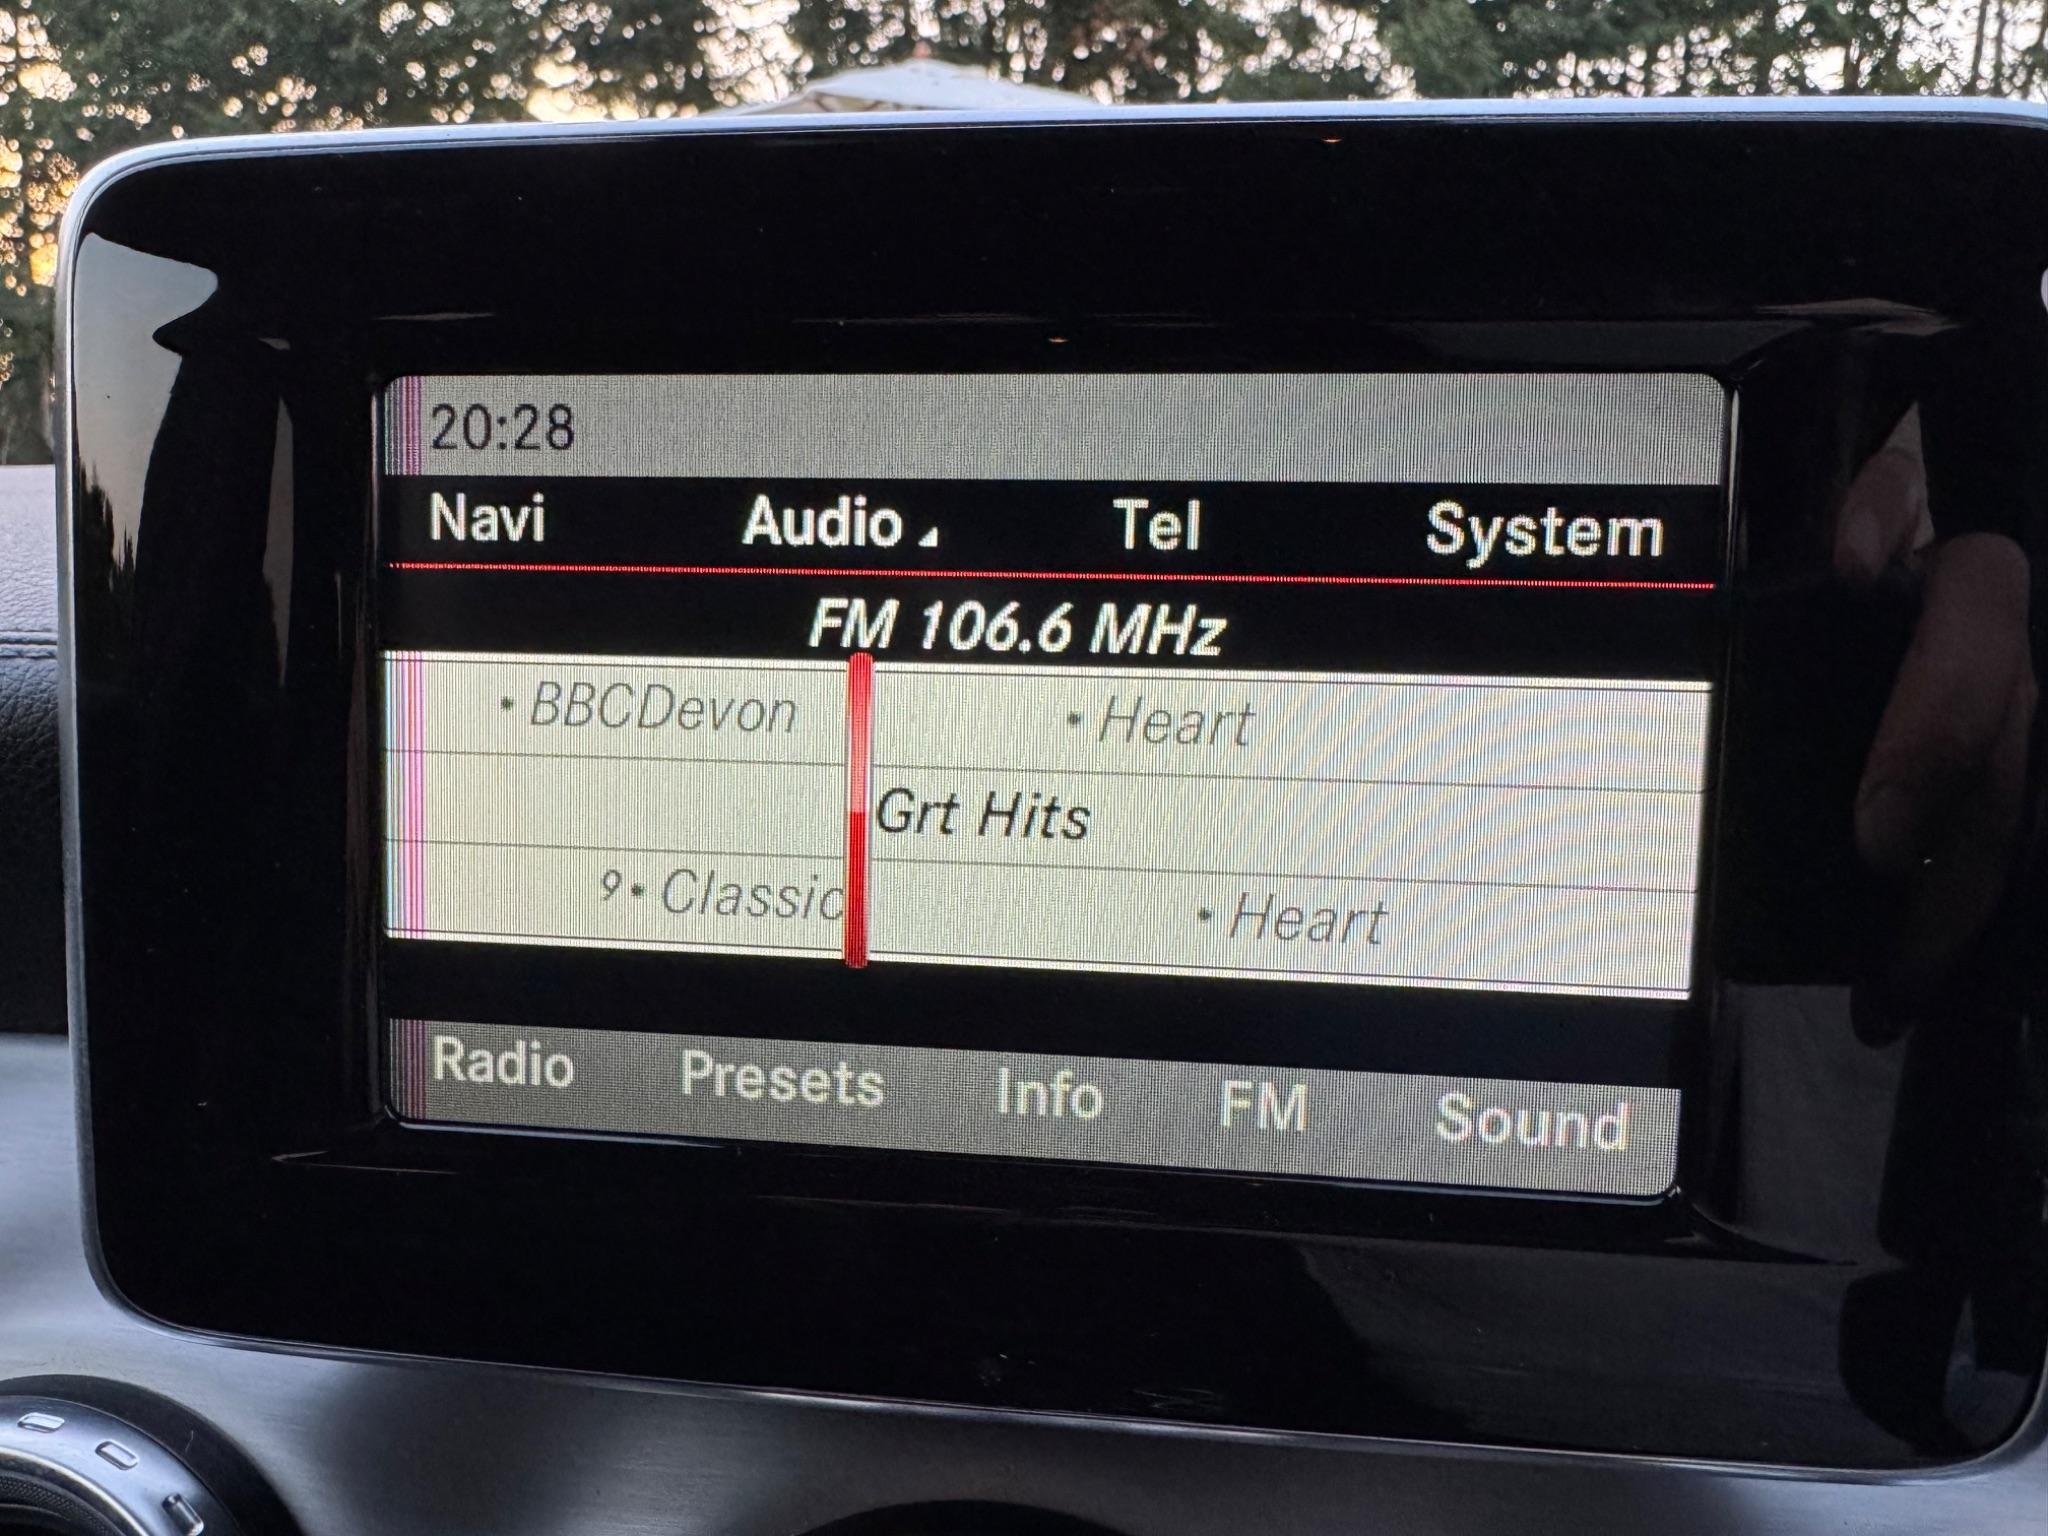 20:28
Navi Audio Tel System
FM 106.6 MHz
• BBCDevon • Heart
Grt Hits
9 • Classic • Heart
Radio Presets Info FM Sound